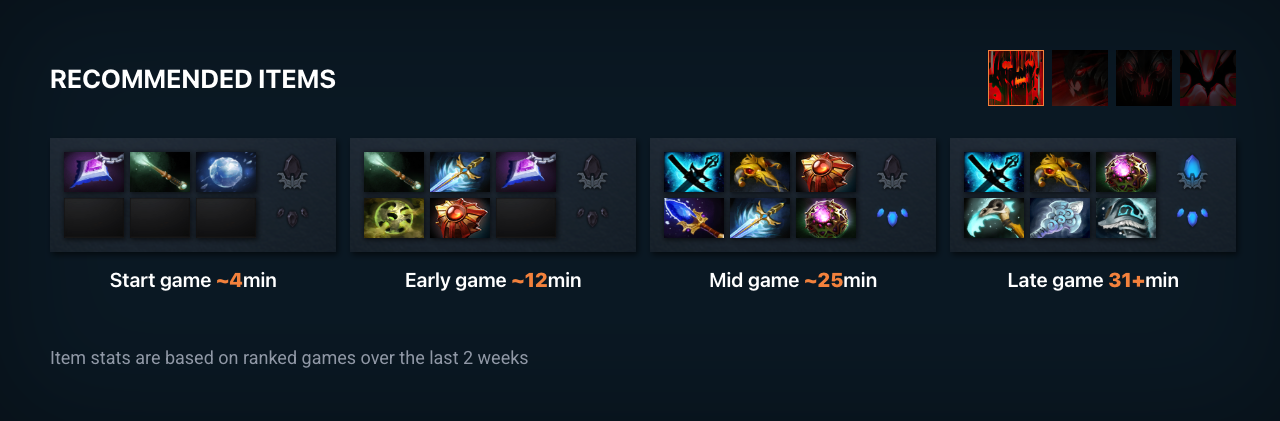 RECOMMENDED ITEMS
Start game ~4min
Early game ~12min
Mid game ~25min
Late game 31+min
Item stats are based on ranked games over the last 2 weeks